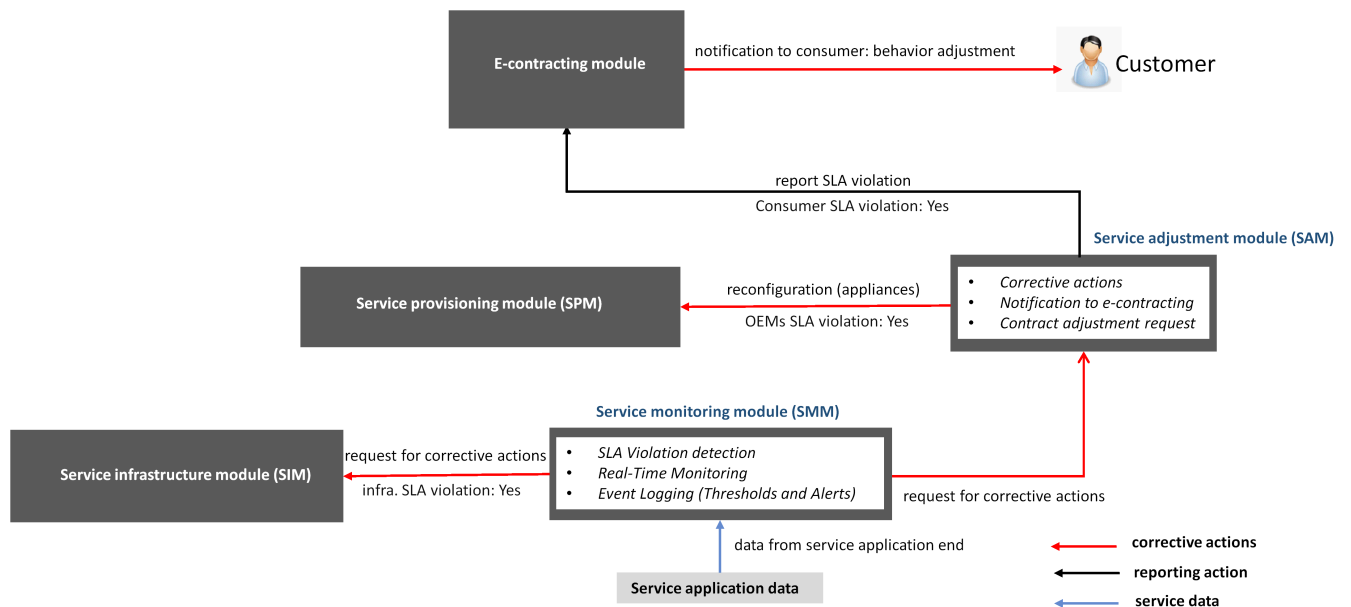 E-contracting module
notification to consumer: behavior adjustment
Customer
report SLA violation
Consumer SLA violation: Yes
Service adjustment module (SAM)
• Corrective actions
• Notification to e-contracting
• Contract adjustment request
Service provisioning module (SPM)
reconfiguration (appliances)
OEMs SLA violation: Yes
Service monitoring module (SMM)
• SLA Violation detection
• Real-Time Monitoring
• Event Logging (Thresholds and Alerts)
Service infrastructure module (SIM)
request for corrective actions
infra. SLA violation: Yes
request for corrective actions
data from service application end
Service application data
corrective actions
reporting action
service data